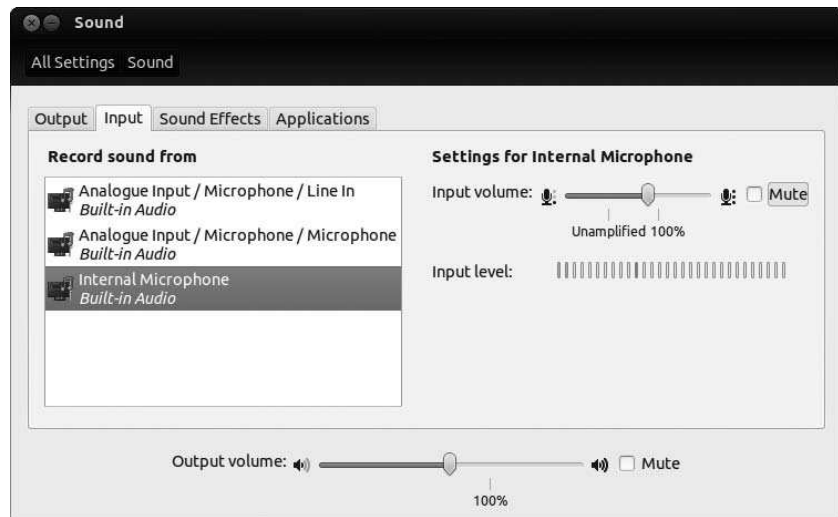 Sound
All Settings Sound
Output Input Sound Effects Applications
Record sound from
Analogue Input / Microphone / Line In
Built-in Audio
Analogue Input / Microphone / Microphone
Built-in Audio
Internal Microphone
Built-in Audio
Settings for Internal Microphone
Input volume: Mute
Unamplified 100%
Input level:
Output volume: Mute
100%